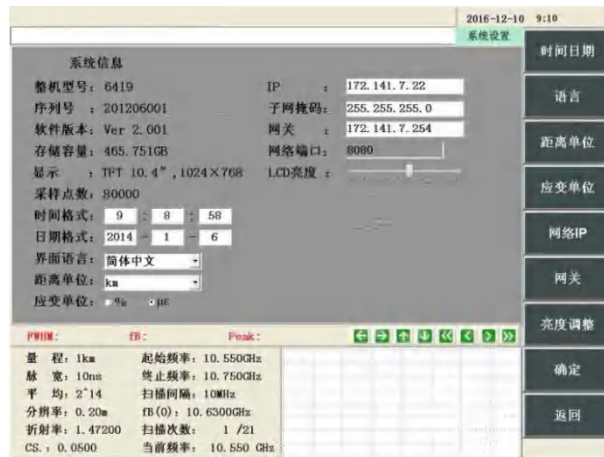 2016-12-10 9:10
系统设置
系统信息
整机型号: 6419
序列号 : 201206001
软件版本: Ver 2.001
存储容量: 465.751GB
显示 : TFT 10.4",1024×768
采样点数: 80000
时间格式: 9 : 8 : 58
日期格式: 2014 - 1 - 6
界面语言: 简体中文
距离单位: km
应变单位: % με
IP : 172.141.7.22
子网掩码: 255.255.255.0
网关 : 172.141.7.254
网络端口: 8080
LCD亮度 :
时间日期
语言
距离单位
应变单位
网络IP
网关
亮度调整
确定
返回
FWHM: fB: Peak:
量 程: 1km
脉 宽: 10ns
平 均: 2^14
分辨率: 0.20m
折射率: 1.47200
CS.: 0.0500
起始频率: 10.550GHz
终止频率: 10.750GHz
扫描间隔: 10MHz
fB(0): 10.6300GHz
扫描次数: 1 /21
当前频率: 10.550 GHz